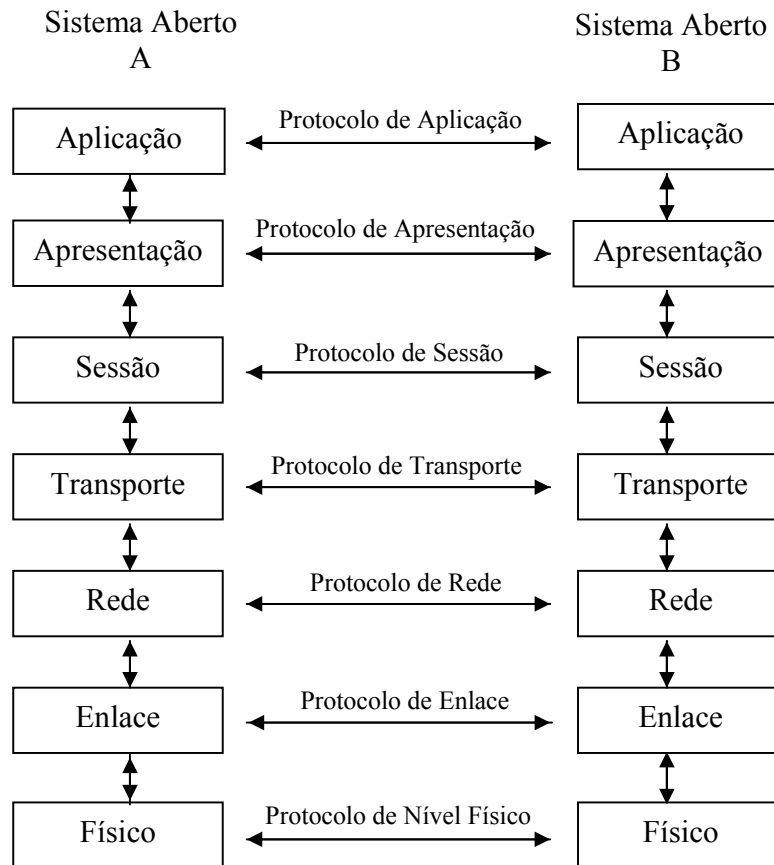 Sistema Aberto
A
Sistema Aberto
B
Aplicação
Protocolo de Aplicação
Aplicação
Apresentação
Protocolo de Apresentação
Apresentação
Sessão
Protocolo de Sessão
Sessão
Transporte
Protocolo de Transporte
Transporte
Rede
Protocolo de Rede
Rede
Enlace
Protocolo de Enlace
Enlace
Físico
Protocolo de Nível Físico
Físico